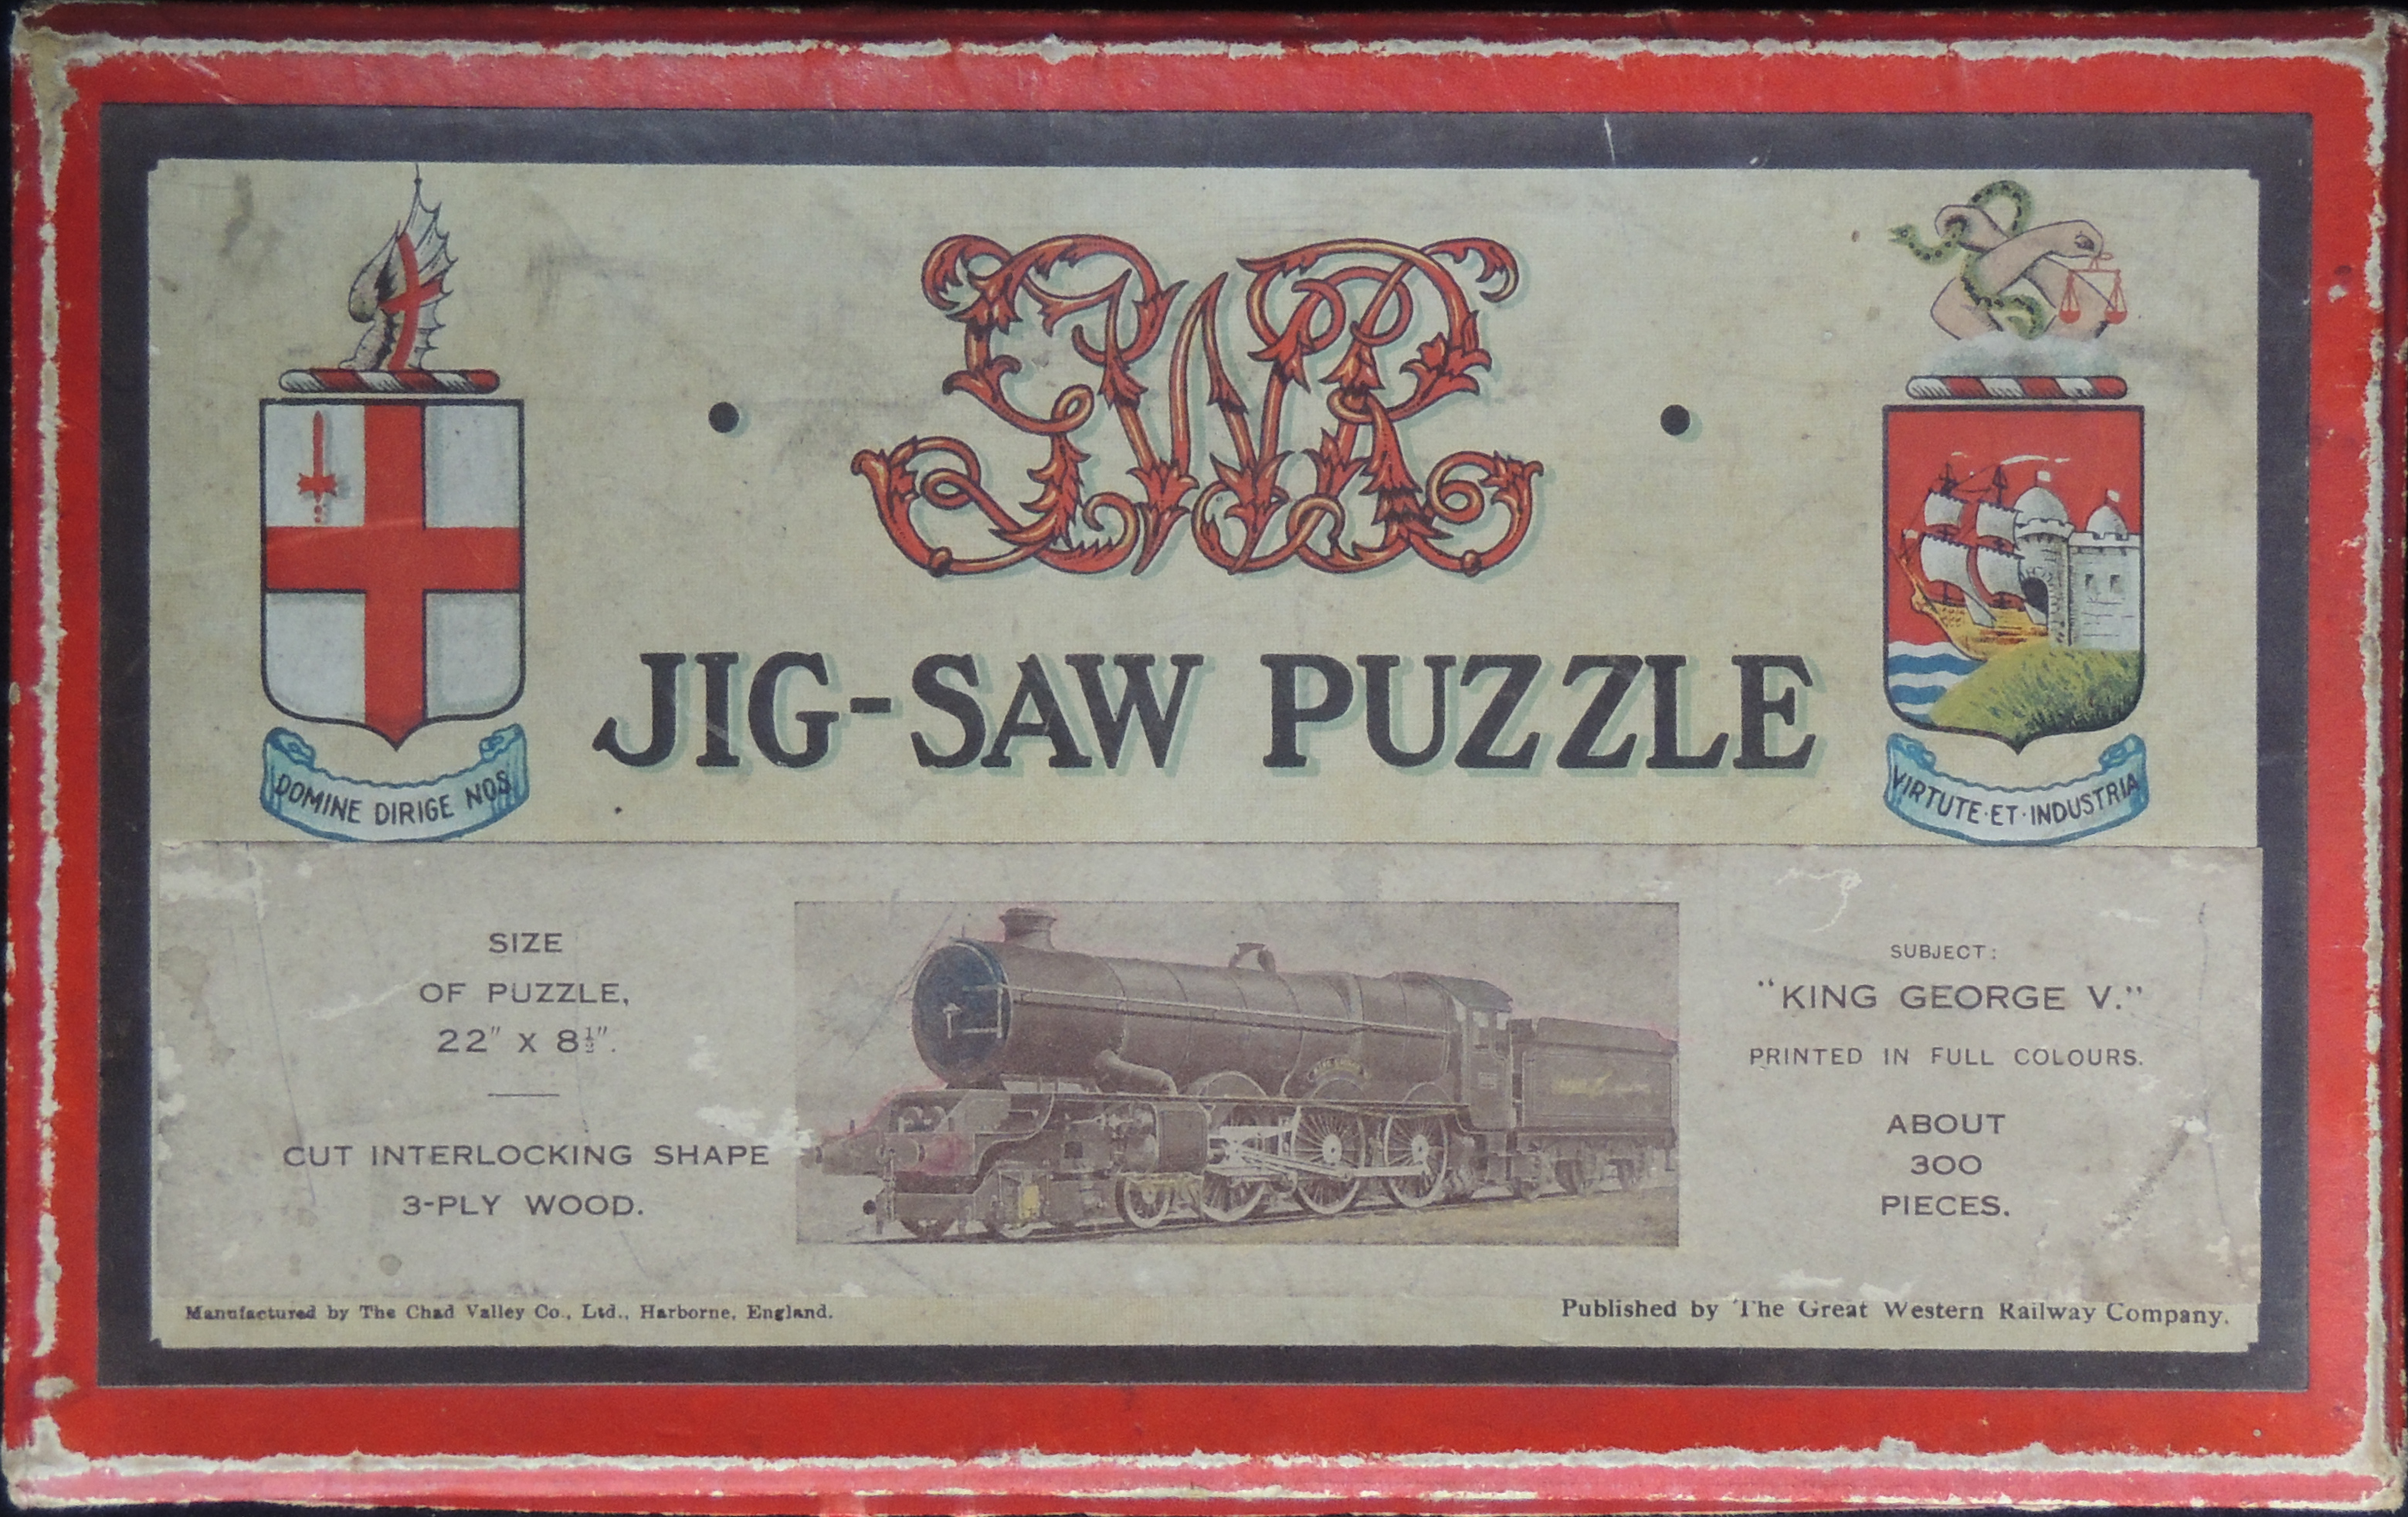 GWR
JIG-SAW PUZZLE
DOMINE DIRIGE NOS
VIRTUTE·ET·INDUSTRIA
SIZE
OF PUZZLE,
22" X 8½".
CUT INTERLOCKING SHAPE
3-PLY WOOD.
SUBJECT:
"KING GEORGE V."
PRINTED IN FULL COLOURS.
ABOUT
300
PIECES.
Manufactured by The Chad Valley Co., Ltd., Harborne, England.
Published by The Great Western Railway Company.